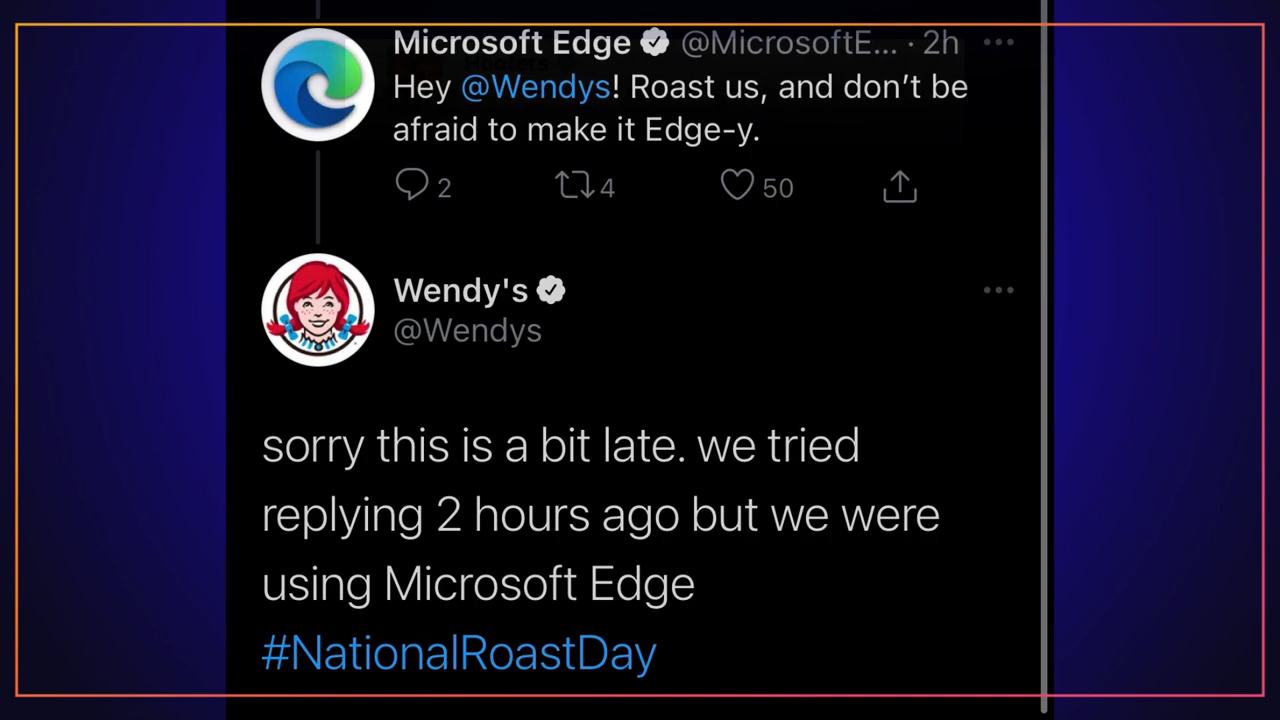 Microsoft Edge @MicrosoftE... · 2h
Hey @Wendys! Roast us, and don’t be
afraid to make it Edge-y.
2 4 50
Wendy's
@Wendys
sorry this is a bit late. we tried
replying 2 hours ago but we were
using Microsoft Edge
#NationalRoastDay